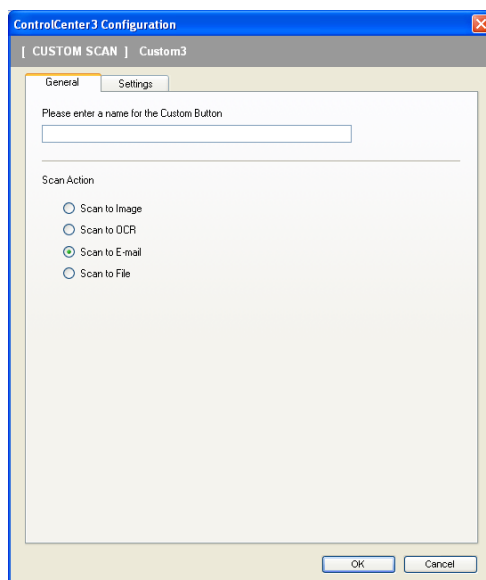 ControlCenter3 Configuration
[ CUSTOM SCAN ] Custom3
General Settings
Please enter a name for the Custom Button
Scan Action
Scan to Image
Scan to OCR
Scan to E-mail
Scan to File
OK Cancel